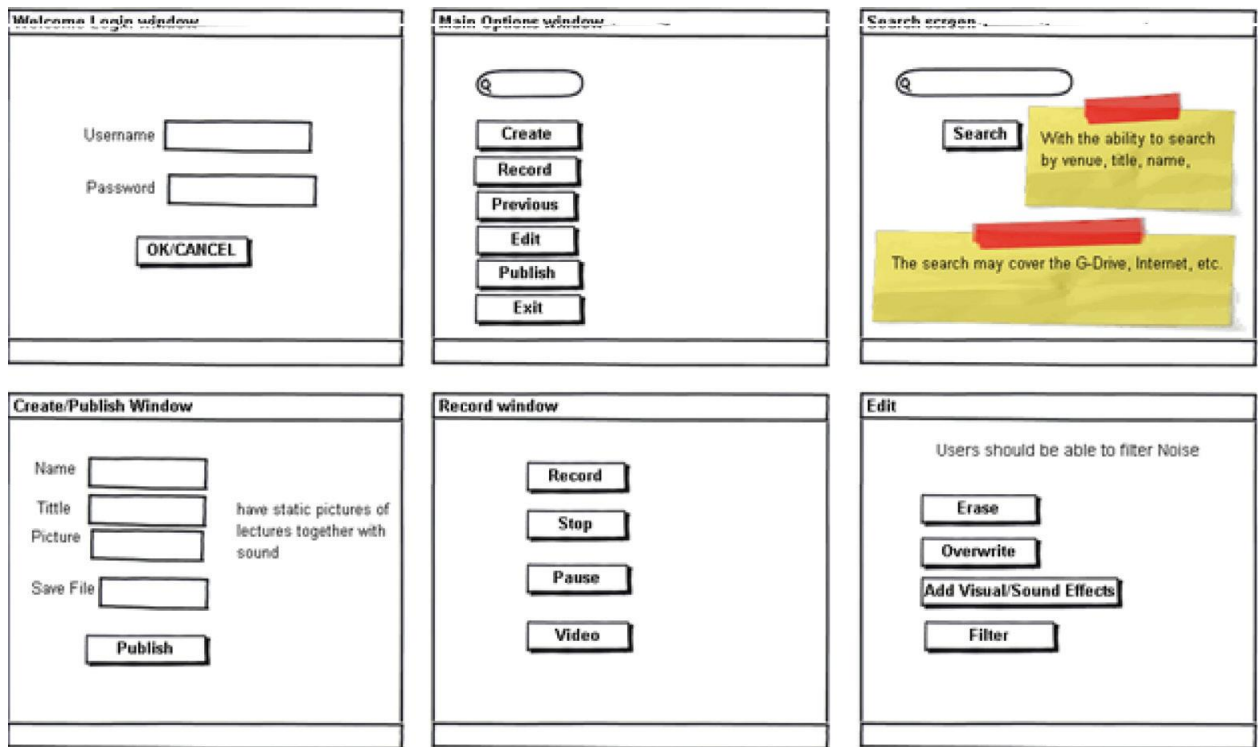 Welcome Login window
Username
Password
OK/CANCEL
Main Options window
Create
Record
Previous
Edit
Publish
Exit
Search screen
Search
With the ability to search
by venue, title, name,
The search may cover the G-Drive, Internet, etc.
Create/Publish Window
Name
Tittle
Picture
Save File
have static pictures of
lectures together with
sound
Publish
Record window
Record
Stop
Pause
Video
Edit
Users should be able to filter Noise
Erase
Overwrite
Add Visual/Sound Effects
Filter